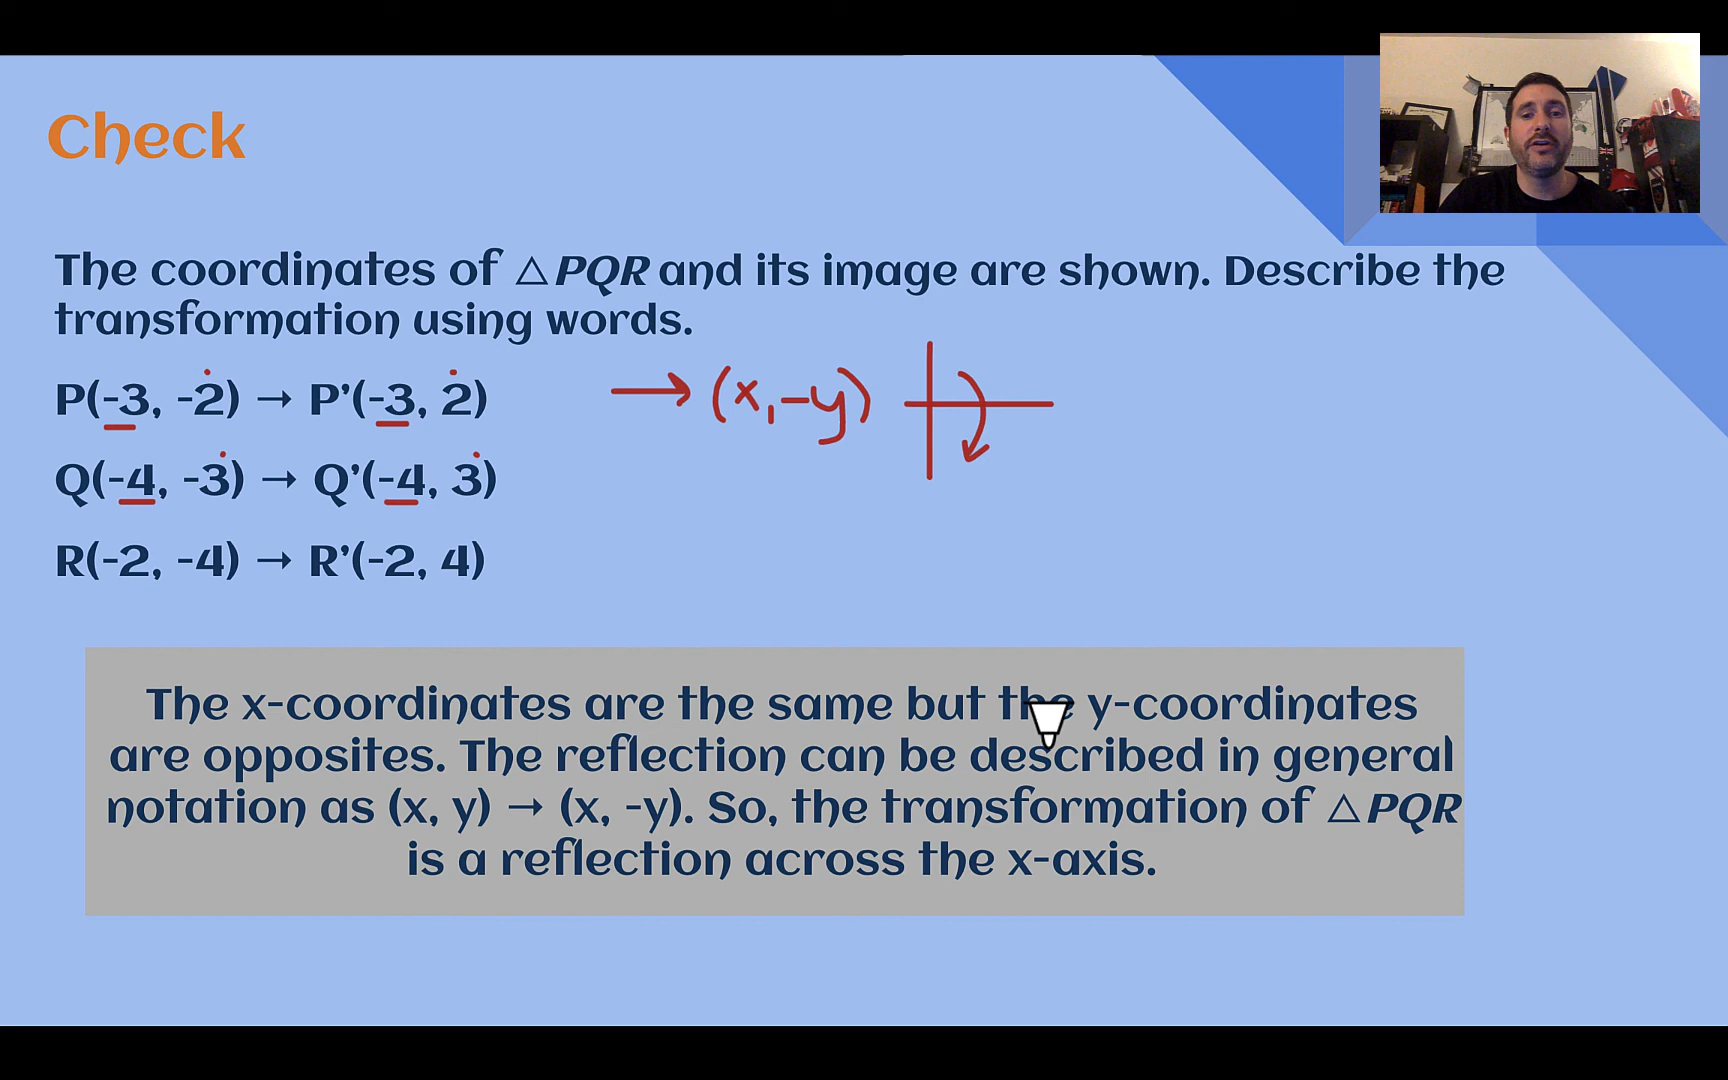 Check
The coordinates of △PQR and its image are shown. Describe the
transformation using words.
P(-3, -2) → P’(-3, 2)
→ (x, -y)
Q(-4, -3) → Q’(-4, 3)
R(-2, -4) → R’(-2, 4)
The x-coordinates are the same but the y-coordinates
are opposites. The reflection can be described in general
notation as (x, y) → (x, -y). So, the transformation of △PQR
is a reflection across the x-axis.